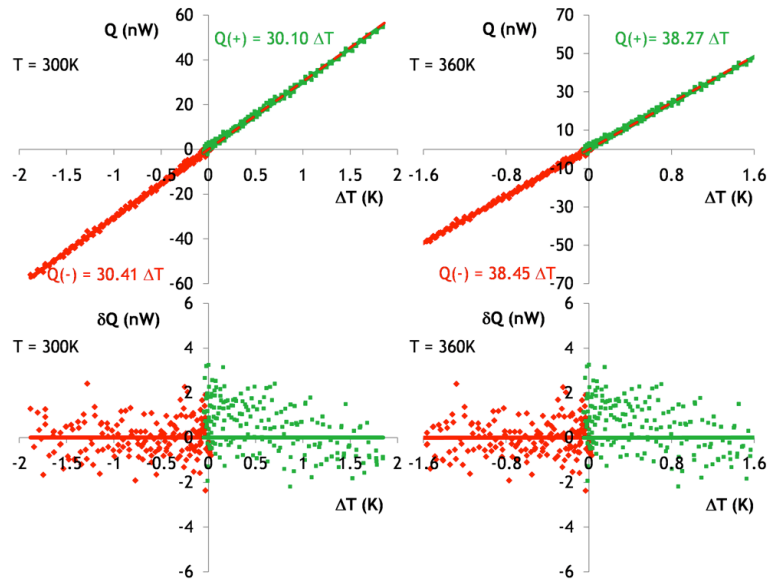 60
Q (nW)
Q(+) = 30.10 ΔT
T = 300K
40
20
0
-2 -1.5 -1 -0.5 0 0.5 1 1.5 2
-20
ΔT (K)
-40
Q(-) = 30.41 ΔT
-60
70
Q (nW)
Q(+) = 38.27 ΔT
T = 360K
50
30
10
-1.6 -0.8 0 0.8 1.6
-10
ΔT (K)
-30
-50
Q(-) = 38.45 ΔT
-70
6
δQ (nW)
T = 300K
4
2
0
-2 -1.5 -1 -0.5 0 0.5 1 1.5 2
-2
ΔT (K)
-4
-6
6
δQ (nW)
T = 360K
4
2
0
-1.6 -0.8 0 0.8 1.6
-2
ΔT (K)
-4
-6